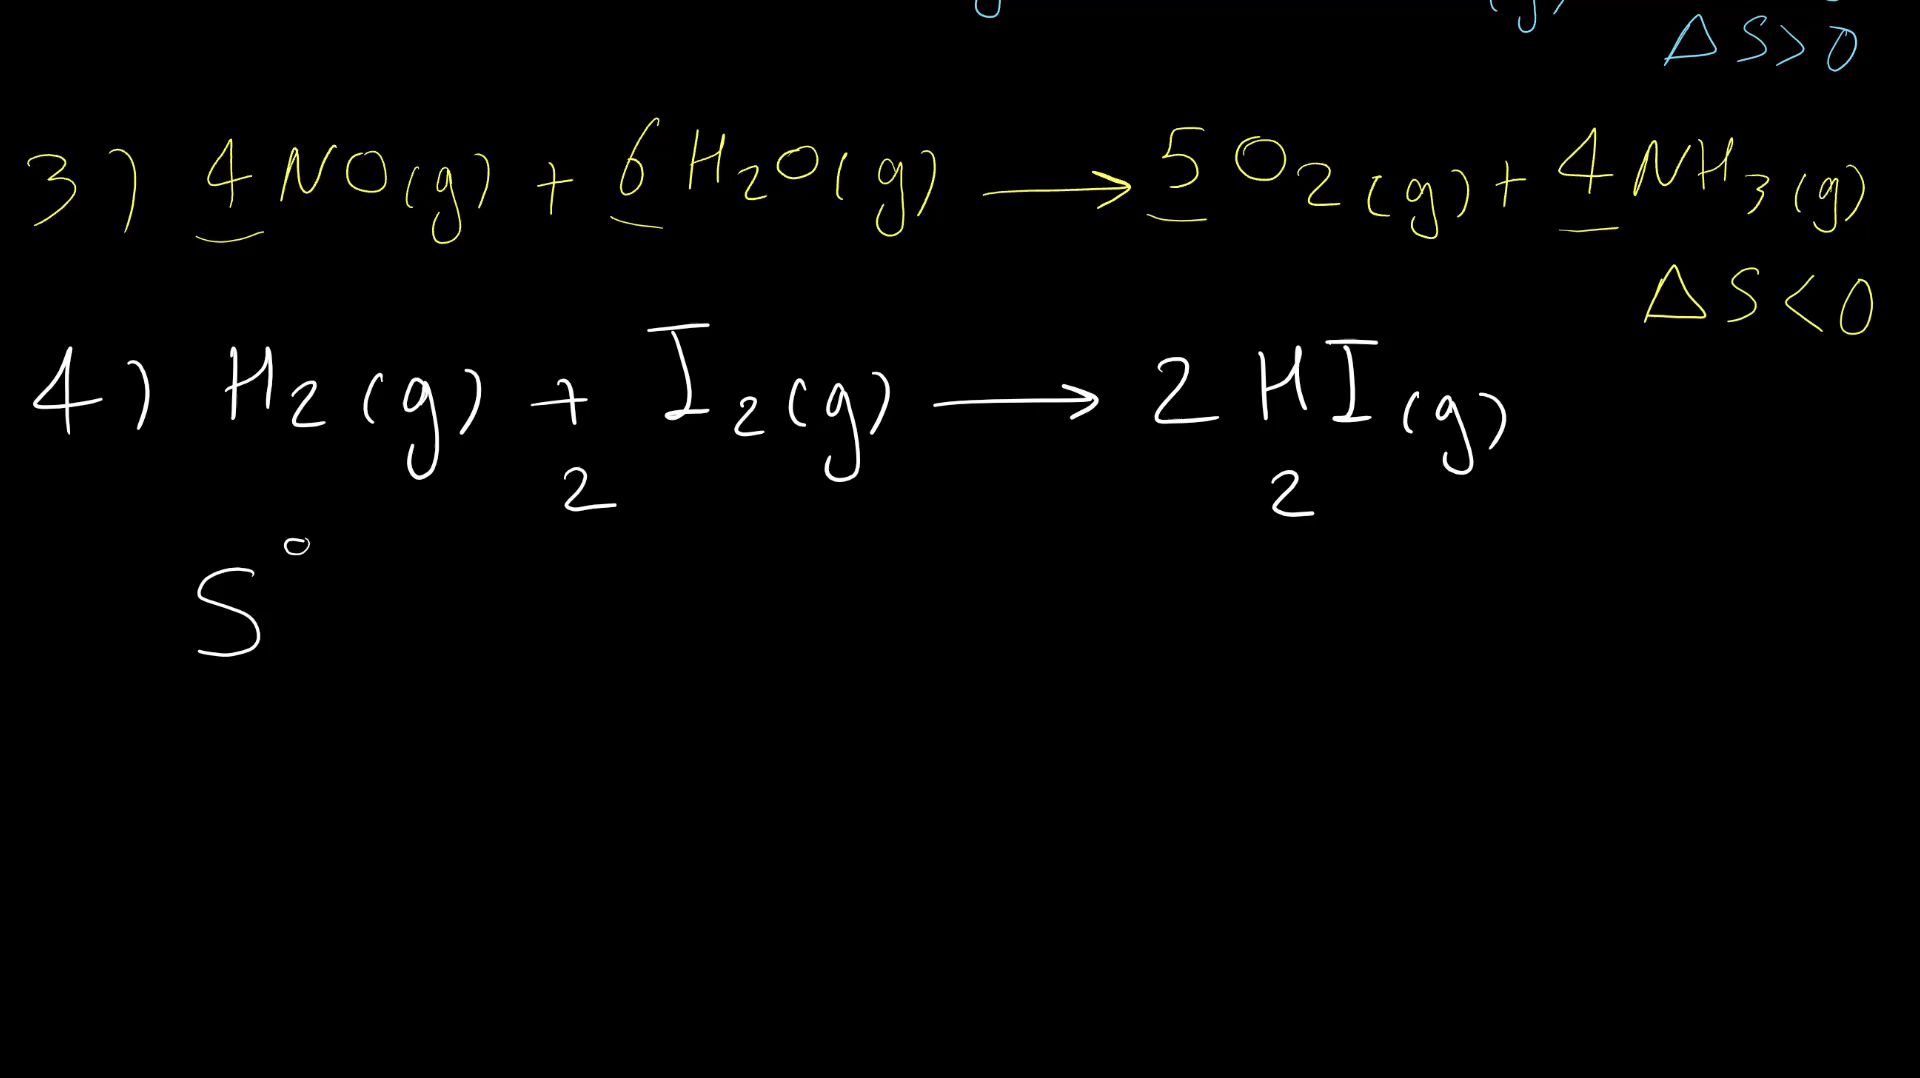 ΔS>0
3) 4NO(g) + 6H₂O(g) → 5O₂(g) + 4NH₃(g)
ΔS<0
4) H₂(g) + I₂(g) → 2HI(g)
2 2
S°